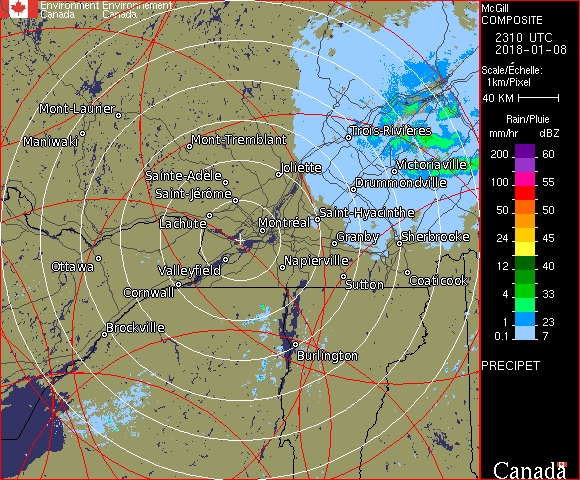 Environment Environnement
Canada Canada
McGill
COMPOSITE
2310 UTC
2018-01-08
Scale/Échelle:
1km/Pixel
40 KM
Rain/Pluie
mm/hr dBZ
200 60
100 55
50 50
24 45
12 40
4 33
1 23
0.1 7
PRECIPET
Canada
Mont-Laurier
Maniwaki
Mont-Tremblant
Trois-Rivières
Joliette
Victoriaville
Sainte-Adèle
Drummondville
Saint-Jérôme
Lachute
Saint-Hyacinthe
Montréal
Granby
Sherbrooke
Ottawa
Valleyfield
Napierville
Cornwall
Sutton
Coaticook
Brockville
Burlington